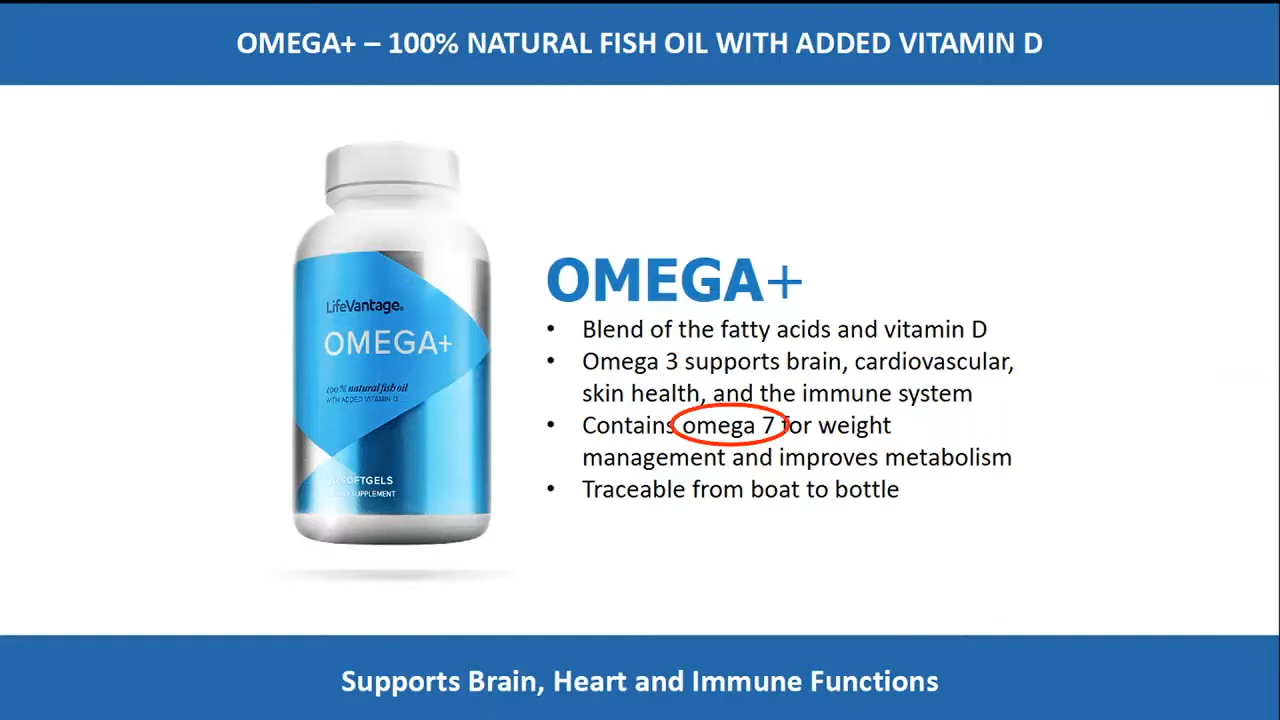 OMEGA+ – 100% NATURAL FISH OIL WITH ADDED VITAMIN D
LifeVantage®
OMEGA+
100% natural fish oil
WITH ADDED VITAMIN D
SOFTGELS
SUPPLEMENT
OMEGA+
• Blend of the fatty acids and vitamin D
• Omega 3 supports brain, cardiovascular,
skin health, and the immune system
• Contains omega 7 for weight
management and improves metabolism
• Traceable from boat to bottle
Supports Brain, Heart and Immune Functions